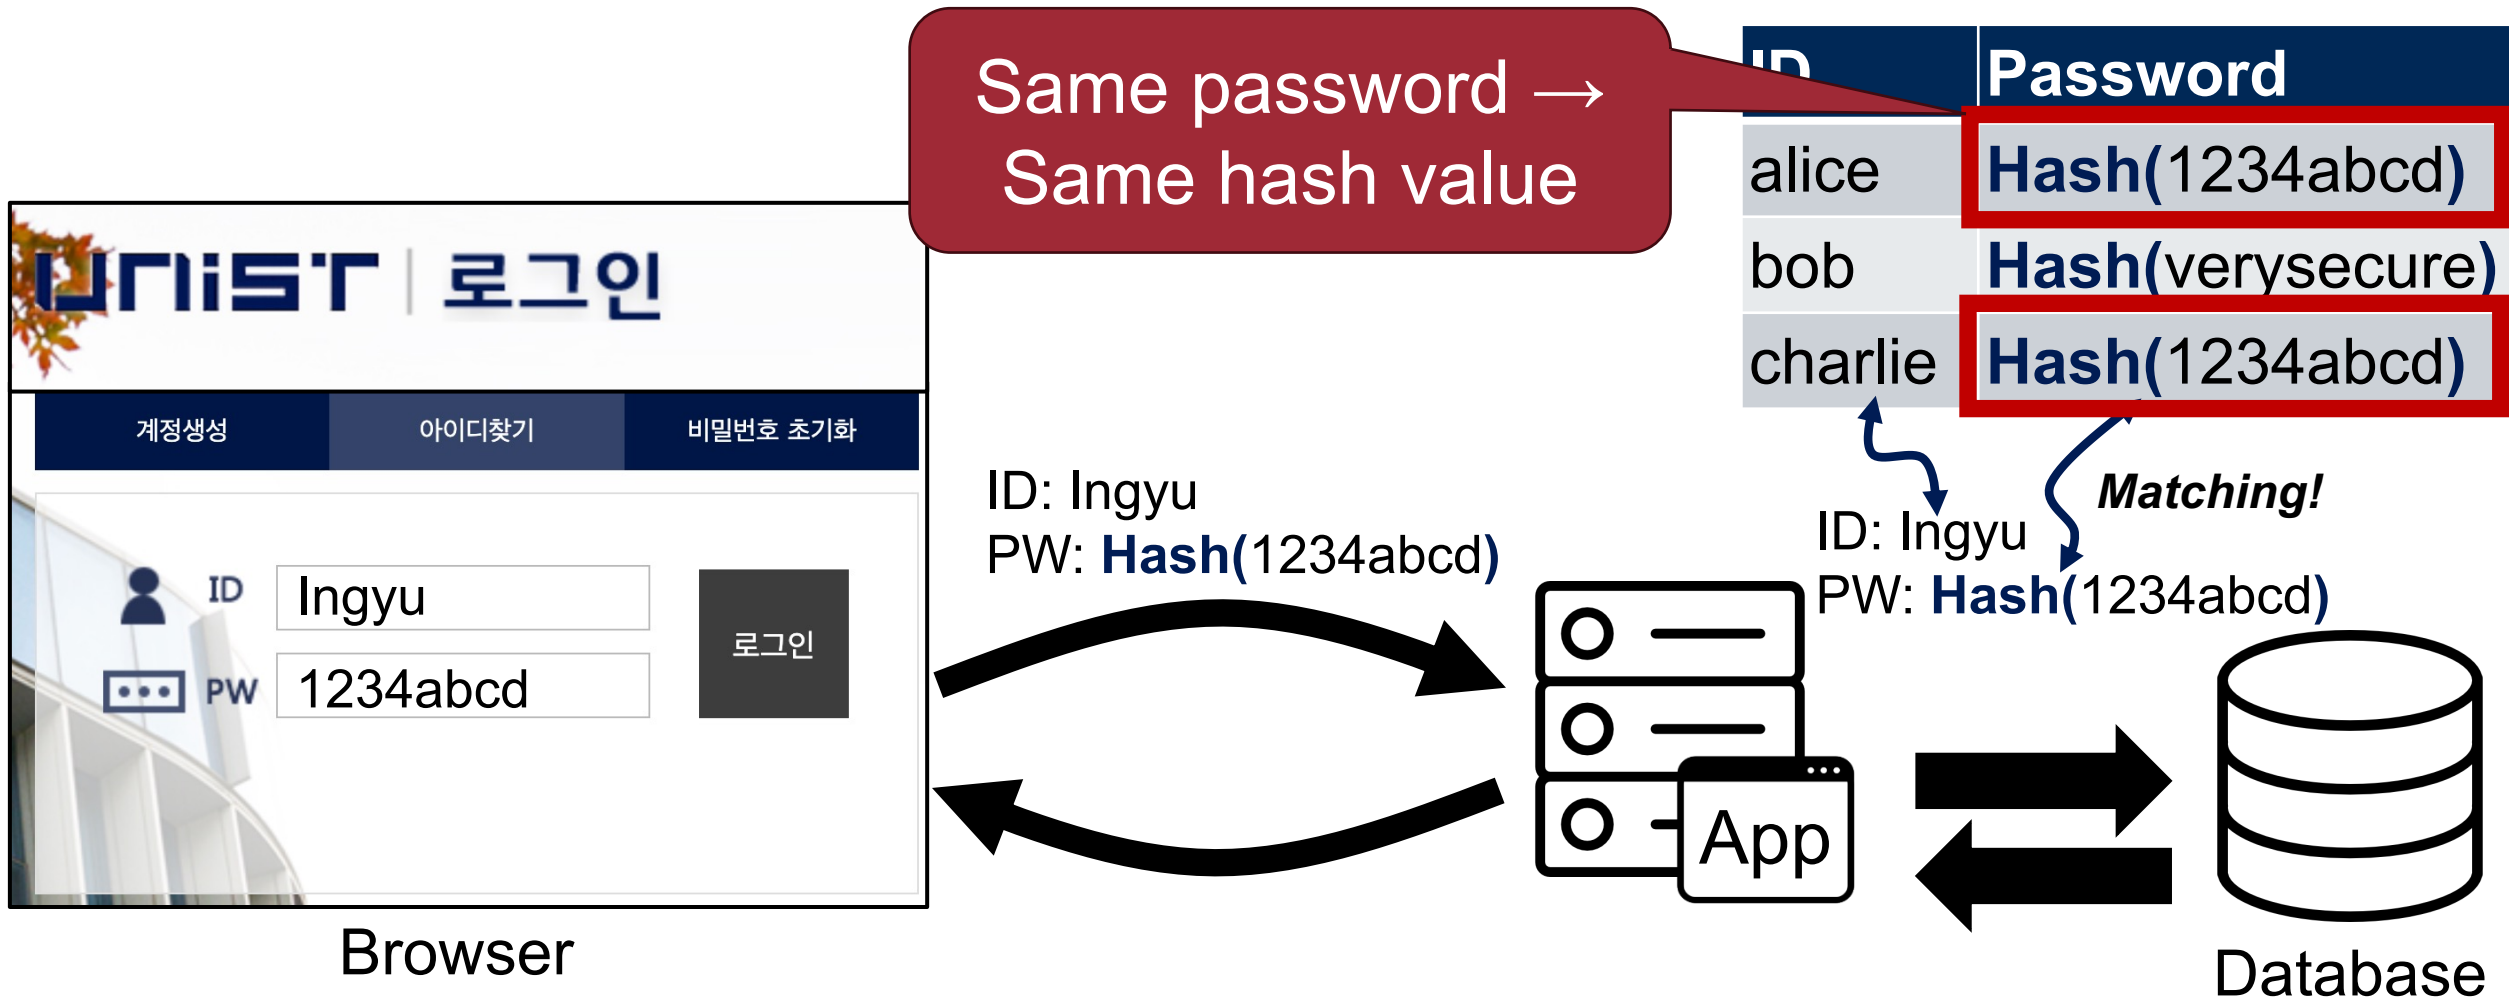 Same password →
Same hash value
ID Password
alice Hash(1234abcd)
bob Hash(verysecure)
charlie Hash(1234abcd)
UNIST | 로그인
계정생성 아이디찾기 비밀번호 초기화
ID Ingyu
PW 1234abcd
로그인
Browser
ID: Ingyu
PW: Hash(1234abcd)
Matching!
ID: Ingyu
PW: Hash(1234abcd)
App
Database